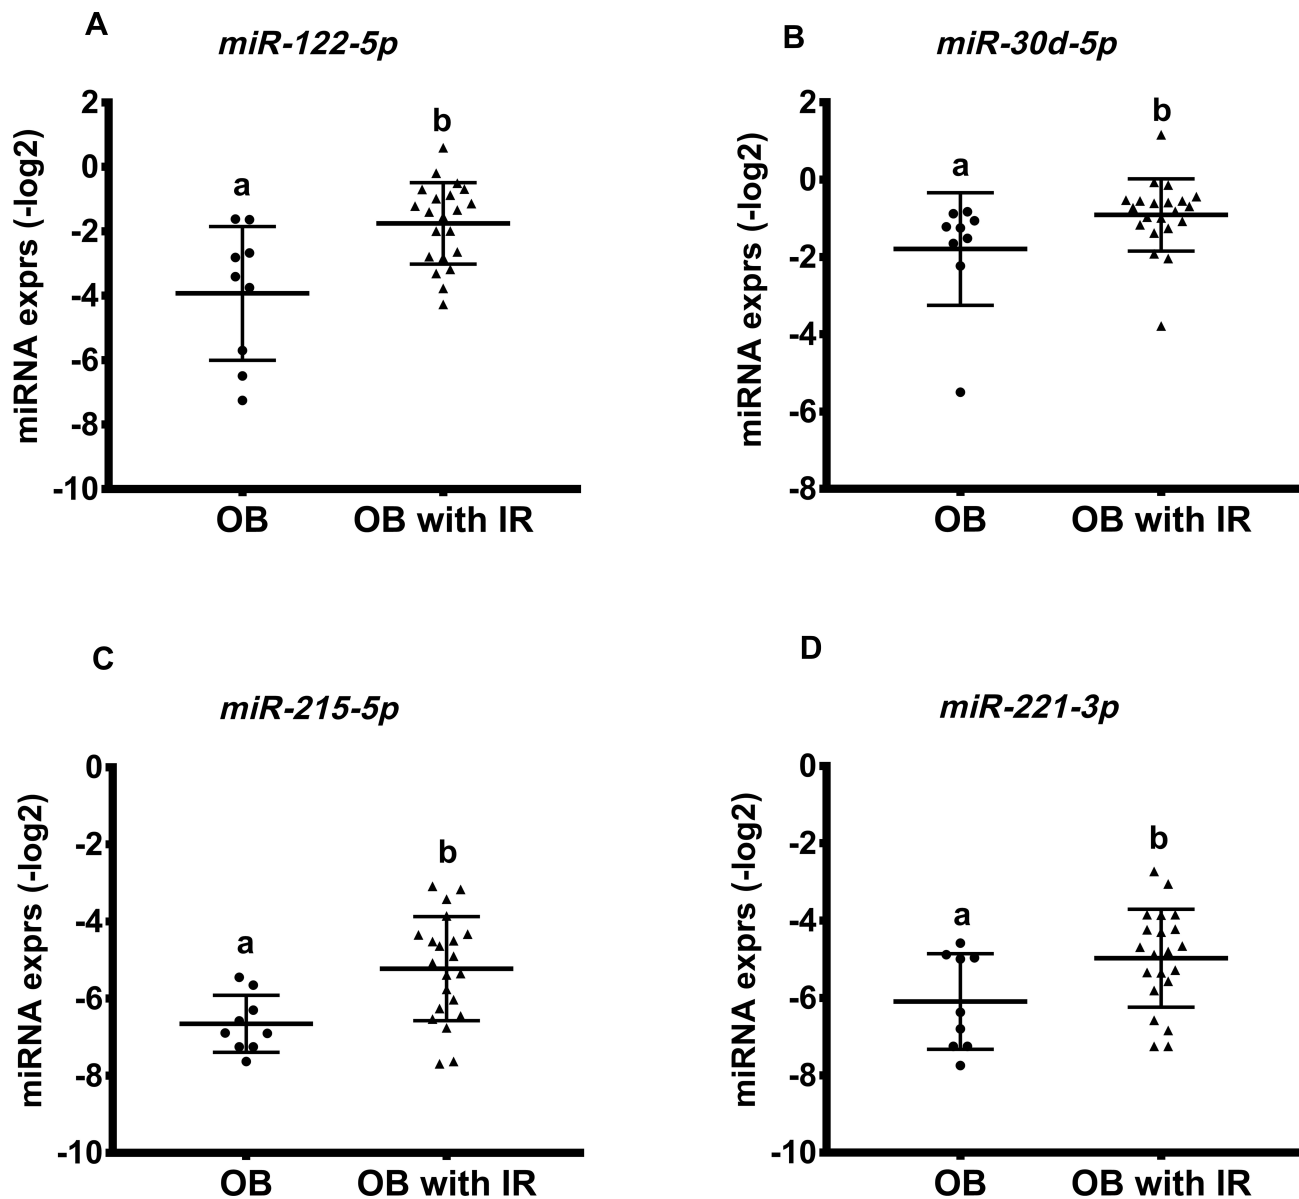 A
miR-122-5p
miRNA exprs (-log2)
2
0
-2
-4
-6
-8
-10
a
b
OB
OB with IR
B
miR-30d-5p
miRNA exprs (-log2)
2
0
-2
-4
-6
-8
a
b
OB
OB with IR
C
miR-215-5p
miRNA exprs (-log2)
0
-2
-4
-6
-8
-10
a
b
OB
OB with IR
D
miR-221-3p
miRNA exprs (-log2)
0
-2
-4
-6
-8
-10
a
b
OB
OB with IR